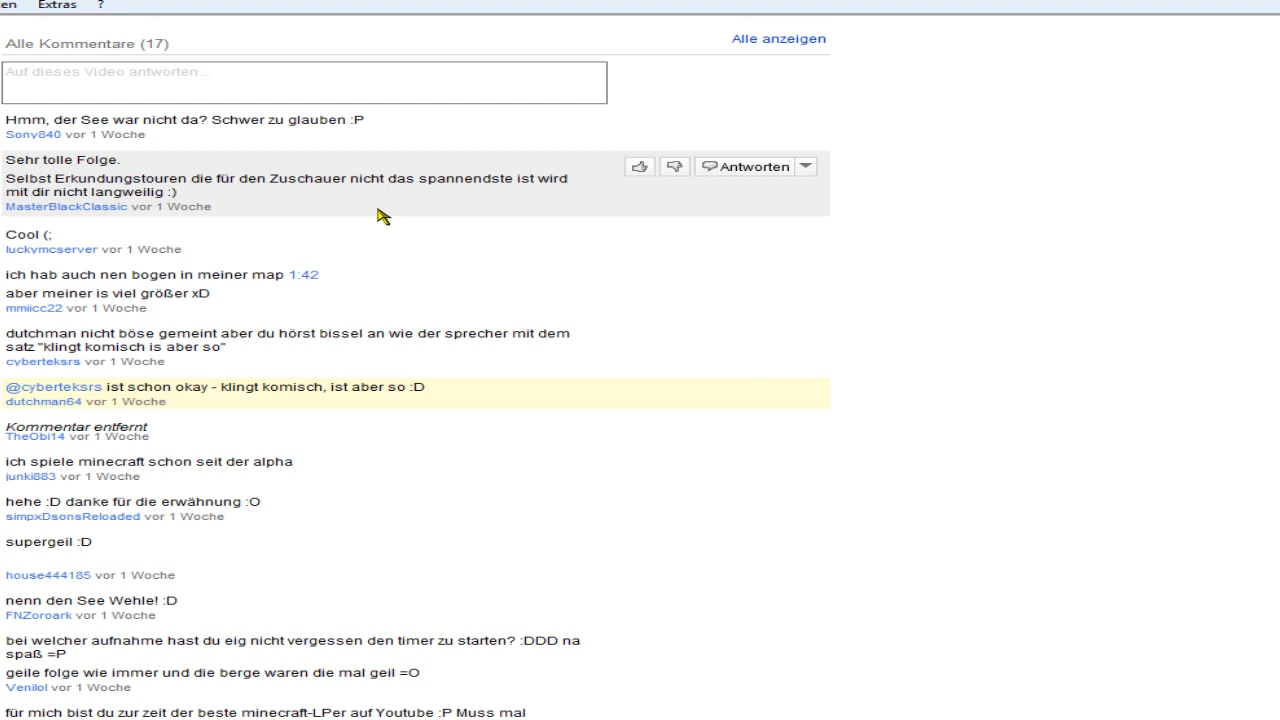 en Extras ?
Alle Kommentare (17)
Alle anzeigen
Auf dieses Video antworten...
Hmm, der See war nicht da? Schwer zu glauben :P
Sony840 vor 1 Woche
Sehr tolle Folge.
Antworten
Selbst Erkundungstouren die für den Zuschauer nicht das spannendste ist wird
mit dir nicht langweilig :)
MasterBlackClassic vor 1 Woche
Cool (;
luckymcserver vor 1 Woche
ich hab auch nen bogen in meiner map 1:42
aber meiner is viel größer xD
mmiicc22 vor 1 Woche
dutchman nicht böse gemeint aber du hörst bissel an wie der sprecher mit dem
satz "klingt komisch is aber so"
cyberteksrs vor 1 Woche
@cyberteksrs ist schon okay - klingt komisch, ist aber so :D
dutchman64 vor 1 Woche
Kommentar entfernt
TheObi14 vor 1 Woche
ich spiele minecraft schon seit der alpha
junki883 vor 1 Woche
hehe :D danke für die erwähnung :O
simpxDsonsReloaded vor 1 Woche
supergeil :D
house444185 vor 1 Woche
nenn den See Wehle! :D
FNZoroark vor 1 Woche
bei welcher aufnahme hast du eig nicht vergessen den timer zu starten? :DDD na
spaß =P
geile folge wie immer und die berge waren die mal geil =O
Venilol vor 1 Woche
für mich bist du zur zeit der beste minecraft-LPer auf Youtube :P Muss mal